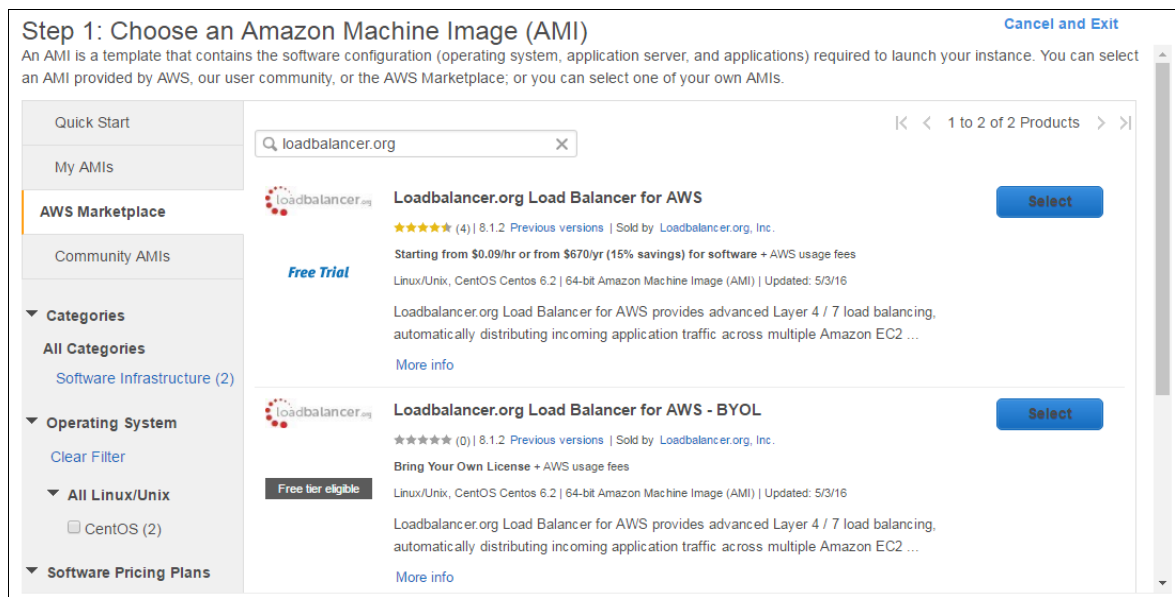 Step 1: Choose an Amazon Machine Image (AMI)
Cancel and Exit
An AMI is a template that contains the software configuration (operating system, application server, and applications) required to launch your instance. You can select
an AMI provided by AWS, our user community, or the AWS Marketplace; or you can select one of your own AMIs.
Quick Start
My AMIs
AWS Marketplace
Community AMIs
Categories
All Categories
Software Infrastructure (2)
Operating System
Clear Filter
All Linux/Unix
CentOS (2)
Software Pricing Plans
loadbalancer.org
1 to 2 of 2 Products
loadbalancer.org
Free Trial
Loadbalancer.org Load Balancer for AWS
Select
(4) | 8.1.2 Previous versions | Sold by Loadbalancer.org, Inc.
Starting from $0.09/hr or from $670/yr (15% savings) for software + AWS usage fees
Linux/Unix, CentOS Centos 6.2 | 64-bit Amazon Machine Image (AMI) | Updated: 5/3/16
Loadbalancer.org Load Balancer for AWS provides advanced Layer 4 / 7 load balancing,
automatically distributing incoming application traffic across multiple Amazon EC2 ...
More info
loadbalancer.org
Free tier eligible
Loadbalancer.org Load Balancer for AWS - BYOL
Select
(0) | 8.1.2 Previous versions | Sold by Loadbalancer.org, Inc.
Bring Your Own License + AWS usage fees
Linux/Unix, CentOS Centos 6.2 | 64-bit Amazon Machine Image (AMI) | Updated: 5/3/16
Loadbalancer.org Load Balancer for AWS provides advanced Layer 4 / 7 load balancing,
automatically distributing incoming application traffic across multiple Amazon EC2 ...
More info